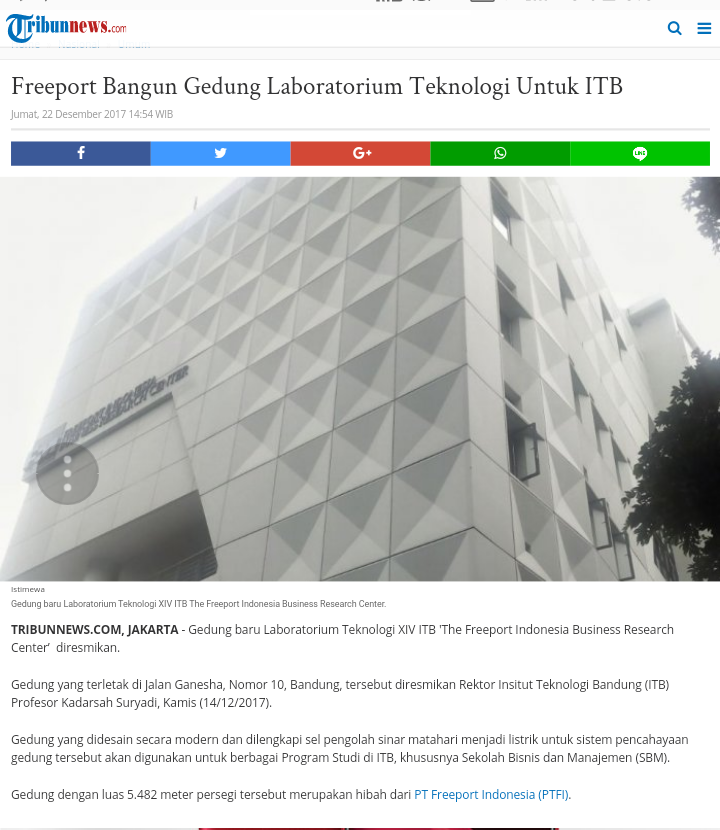 Tribunnews.com
Freeport Bangun Gedung Laboratorium Teknologi Untuk ITB
Jumat, 22 Desember 2017 14:54 WIB
LINE
RESEARCH CENTER
Istimewa
Gedung baru Laboratorium Teknologi XIV ITB The Freeport Indonesia Business Research Center.
TRIBUNNEWS.COM, JAKARTA - Gedung baru Laboratorium Teknologi XIV ITB 'The Freeport Indonesia Business Research
Center' diresmikan.
Gedung yang terletak di Jalan Ganesha, Nomor 10, Bandung, tersebut diresmikan Rektor Insitut Teknologi Bandung (ITB)
Profesor Kadarsah Suryadi, Kamis (14/12/2017).
Gedung yang didesain secara modern dan dilengkapi sel pengolah sinar matahari menjadi listrik untuk sistem pencahayaan
gedung tersebut akan digunakan untuk berbagai Program Studi di ITB, khususnya Sekolah Bisnis dan Manajemen (SBM).
Gedung dengan luas 5.482 meter persegi tersebut merupakan hibah dari PT Freeport Indonesia (PTFI).